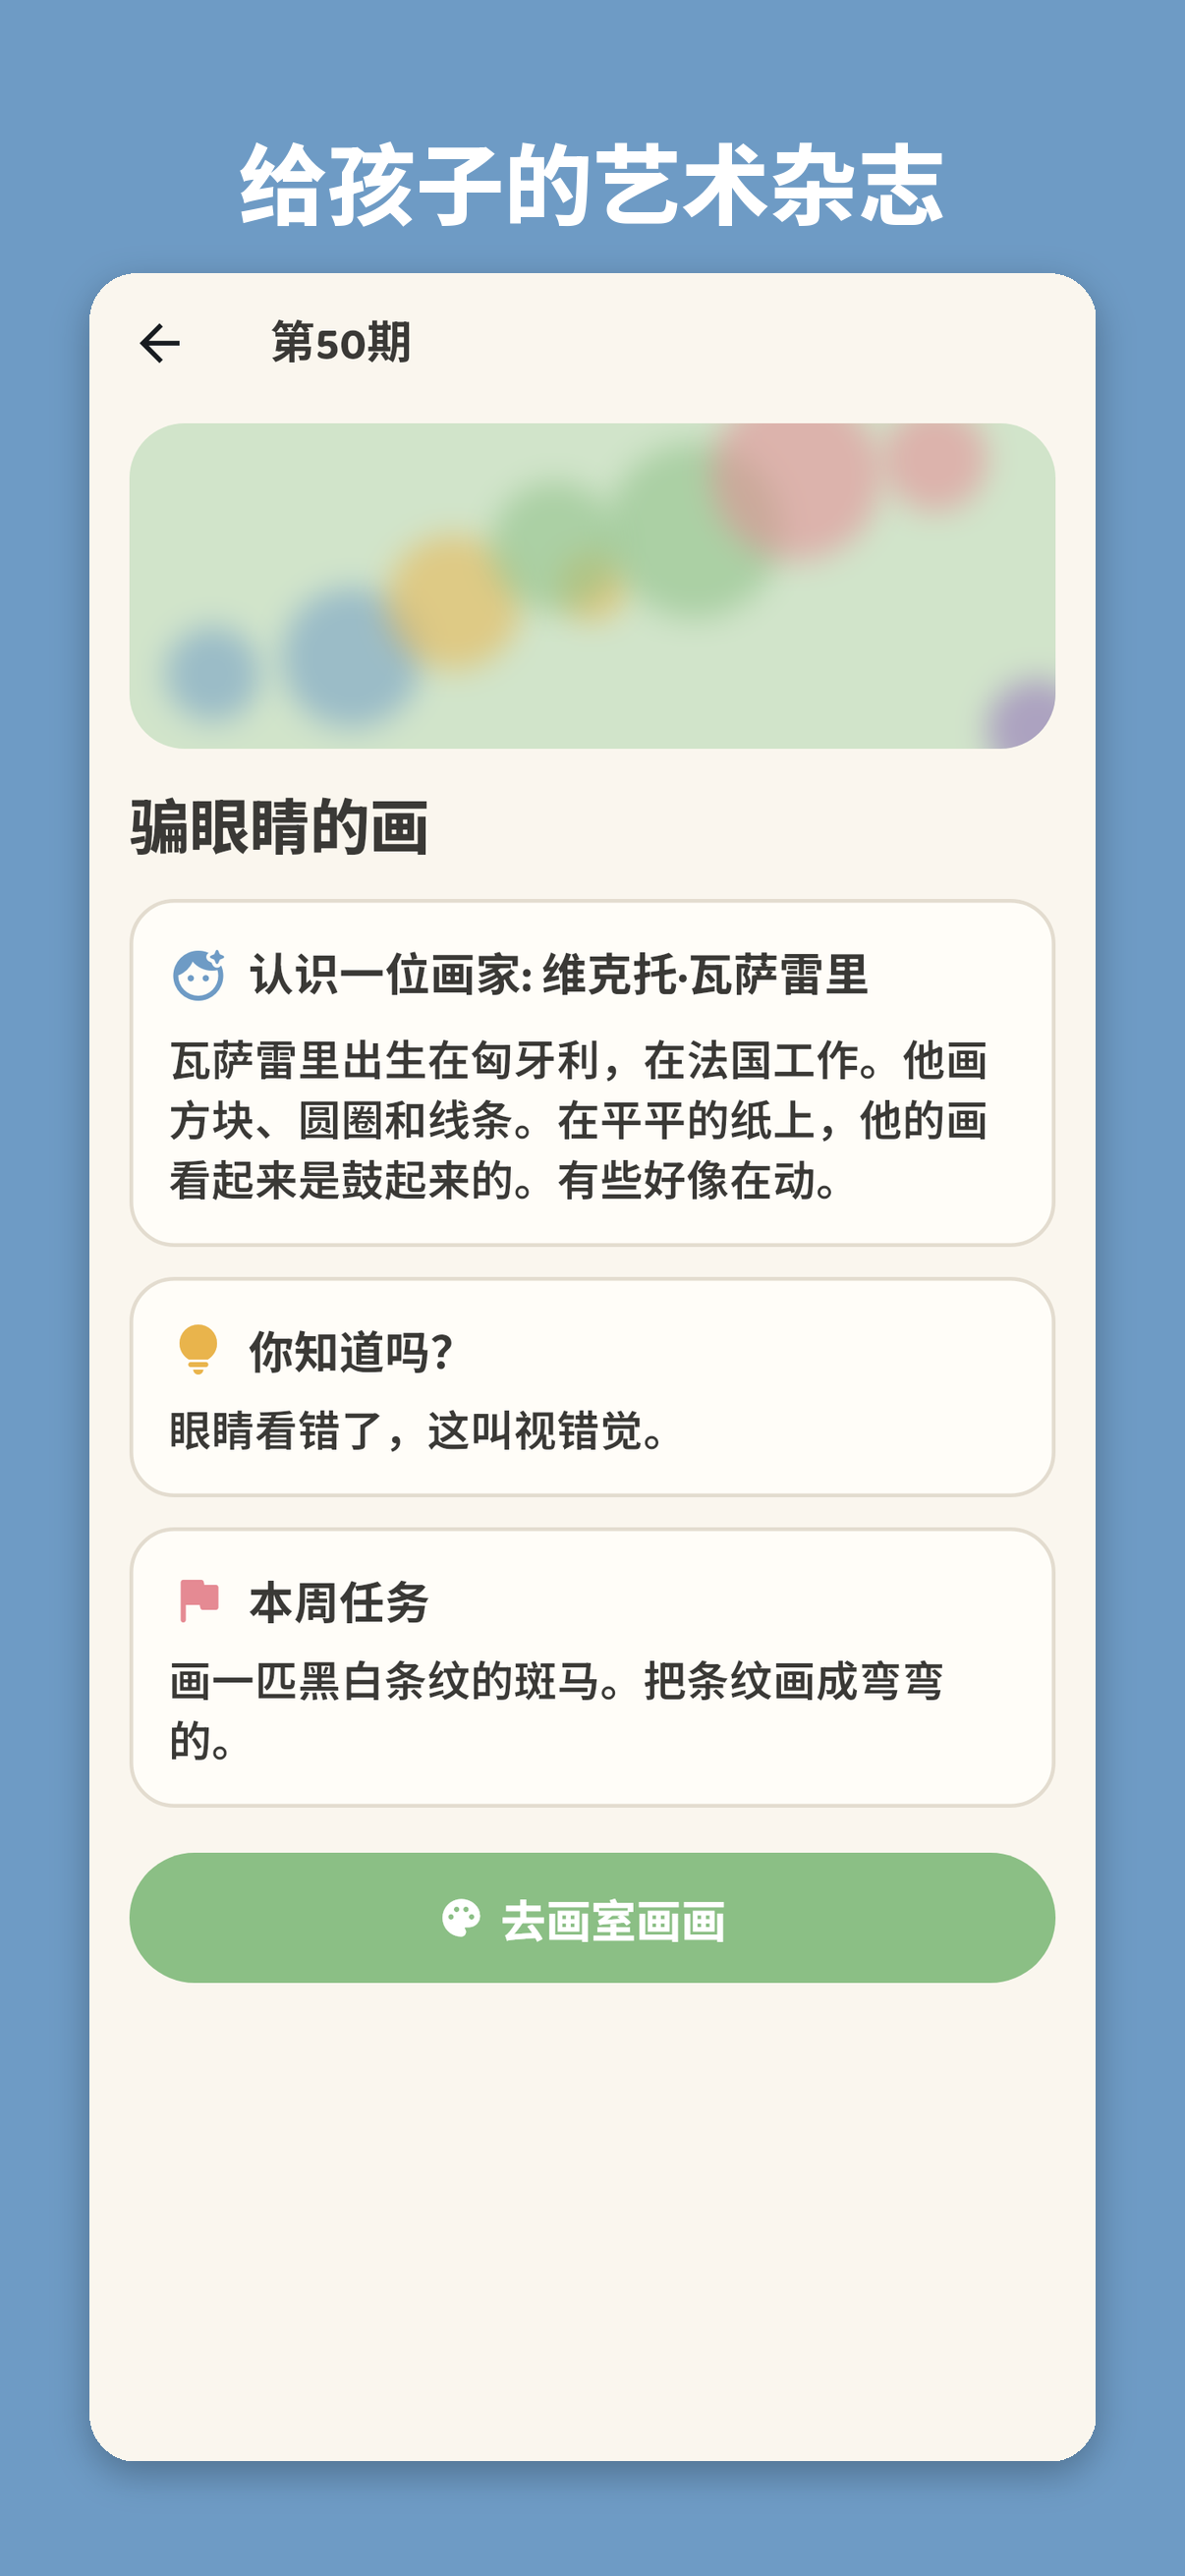 给孩子的艺术杂志
第50期
骗眼睛的画
认识一位画家: 维克托·瓦萨雷里
瓦萨雷里出生在匈牙利，在法国工作。他画
方块、圆圈和线条。在平平的纸上，他的画
看起来是鼓起来的。有些好像在动。
你知道吗？
眼睛看错了，这叫视错觉。
本周任务
画一匹黑白条纹的斑马。把条纹画成弯弯
的。
去画室画画